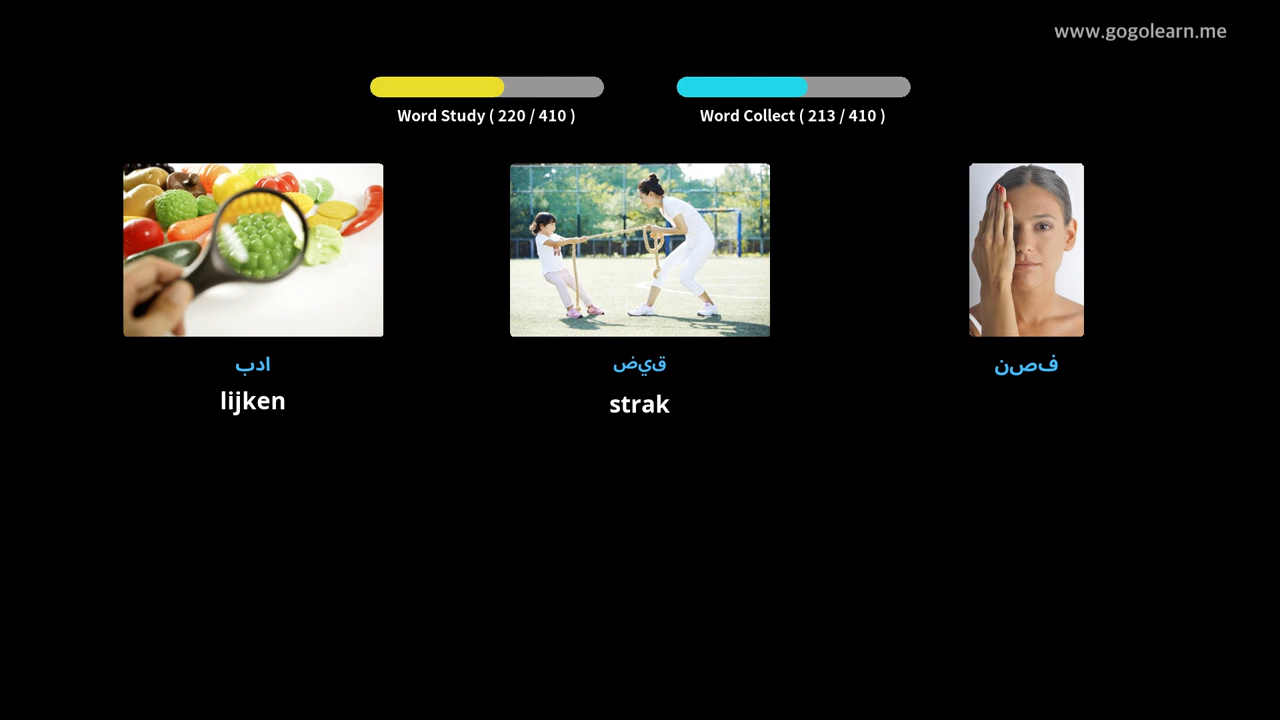 www.gogolearn.me
Word Study ( 220 / 410 )
Word Collect ( 213 / 410 )
ادب
lijken
قيض
strak
فصن